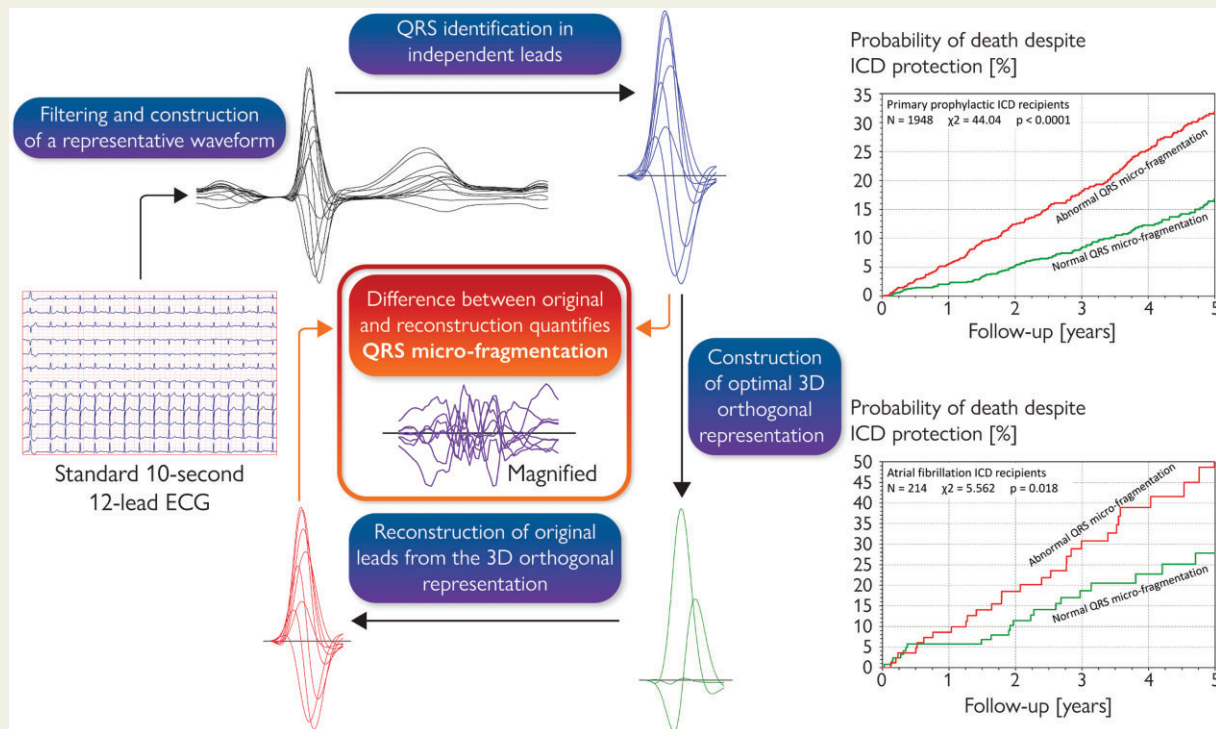 QRS identification in
independent leads
Filtering and construction
of a representative waveform
Standard 10-second
12-lead ECG
Difference between original
and reconstruction quantifies
QRS micro-fragmentation
Magnified
Construction
of optimal 3D
orthogonal
representation
Reconstruction of original
leads from the 3D orthogonal
representation
Probability of death despite
ICD protection [%]
35
30
25
20
15
10
5
0
Primary prophylactic ICD recipients
N = 1948 χ2 = 44.04 p < 0.0001
Abnormal QRS micro-fragmentation
Normal QRS micro-fragmentation
0 1 2 3 4 5
Follow-up [years]
Probability of death despite
ICD protection [%]
50
45
40
35
30
25
20
15
10
5
0
Atrial fibrillation ICD recipients
N = 214 χ2 = 5.562 p = 0.018
Abnormal QRS micro-fragmentation
Normal QRS micro-fragmentation
0 1 2 3 4 5
Follow-up [years]